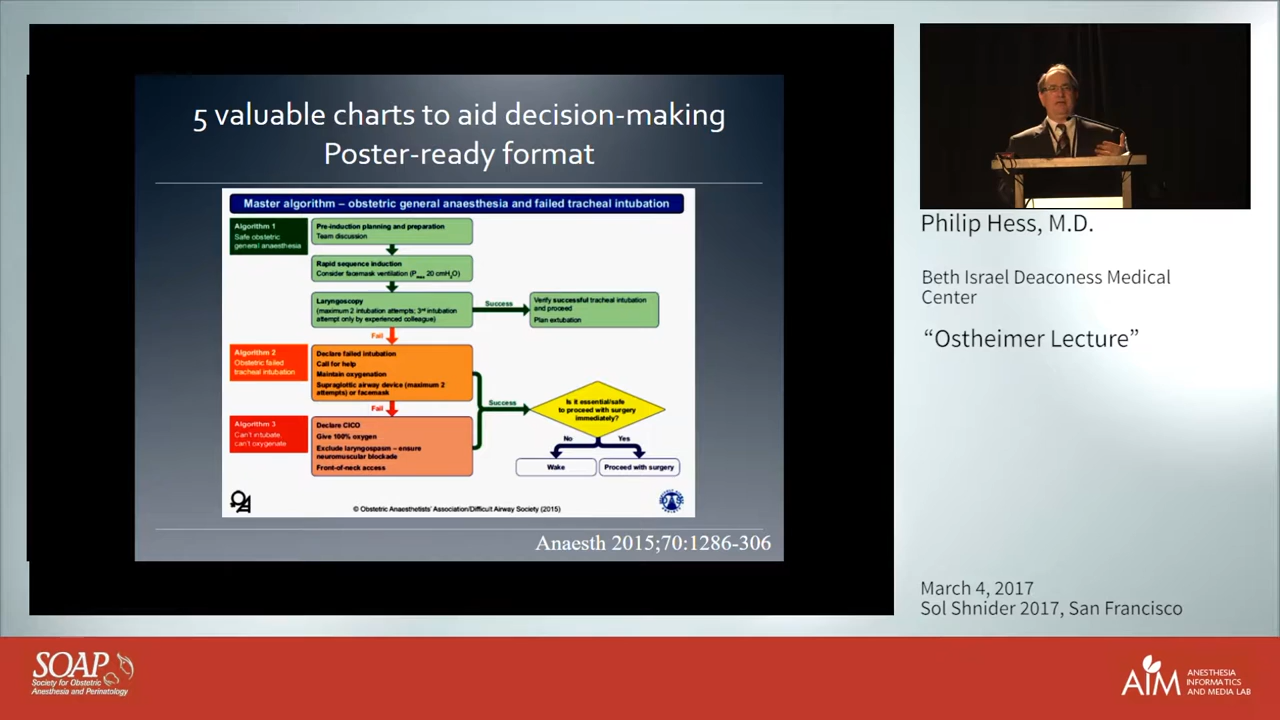 5 valuable charts to aid decision-making
Poster-ready format
Master algorithm – obstetric general anaesthesia and failed tracheal intubation
Algorithm 1
Safe obstetric
general anaesthesia
Pre-induction planning and preparation
Team discussion
Rapid sequence induction
Consider facemask ventilation (Pmax 20 cmH2O)
Laryngoscopy
(maximum 2 intubation attempts; 3rd intubation
attempt only by experienced colleague)
Success
Verify successful tracheal intubation
and proceed
Plan extubation
Fail
Algorithm 2
Obstetric failed
tracheal intubation
Declare failed intubation
Call for help
Maintain oxygenation
Supraglottic airway device (maximum 2
attempts) or facemask
Fail
Success
Is it essential/safe
to proceed with surgery
immediately?
Algorithm 3
Can't intubate,
can't oxygenate
Declare CICO
Give 100% oxygen
Exclude laryngospasm – ensure
neuromuscular blockade
Front-of-neck access
No
Yes
Wake
Proceed with surgery
© Obstetric Anaesthetists' Association/Difficult Airway Society (2015)
Anaesth 2015;70:1286-306
Philip Hess, M.D.
Beth Israel Deaconess Medical
Center
“Ostheimer Lecture”
March 4, 2017
Sol Shnider 2017, San Francisco
SOAP
Society for Obstetric
Anesthesia and Perinatology
AIM
ANESTHESIA
INFORMATICS
AND MEDIA LAB